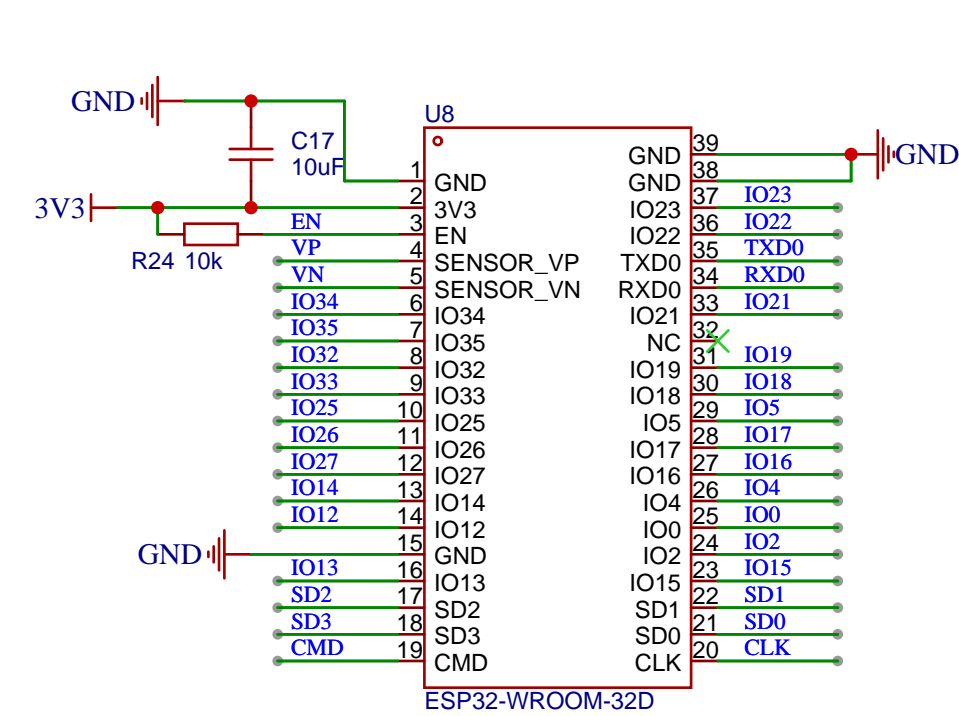 U8
GND
C17
10uF
3V3
R24 10k
EN
VP
VN
IO34
IO35
IO32
IO33
IO25
IO26
IO27
IO14
IO12
GND
IO13
SD2
SD3
CMD
1 GND
2 3V3
3 EN
4 SENSOR_VP
5 SENSOR_VN
6 IO34
7 IO35
8 IO32
9 IO33
10 IO25
11 IO26
12 IO27
13 IO14
14 IO12
15 GND
16 IO13
17 SD2
18 SD3
19 CMD
GND 39
GND 38
IO23 37
IO22 36
TXD0 35
RXD0 34
IO21 33
NC 32
IO19 31
IO18 30
IO5 29
IO17 28
IO16 27
IO4 26
IO0 25
IO2 24
IO15 23
SD1 22
SD0 21
CLK 20
GND
IO23
IO22
TXD0
RXD0
IO21
IO19
IO18
IO5
IO17
IO16
IO4
IO0
IO2
IO15
SD1
SD0
CLK
ESP32-WROOM-32D